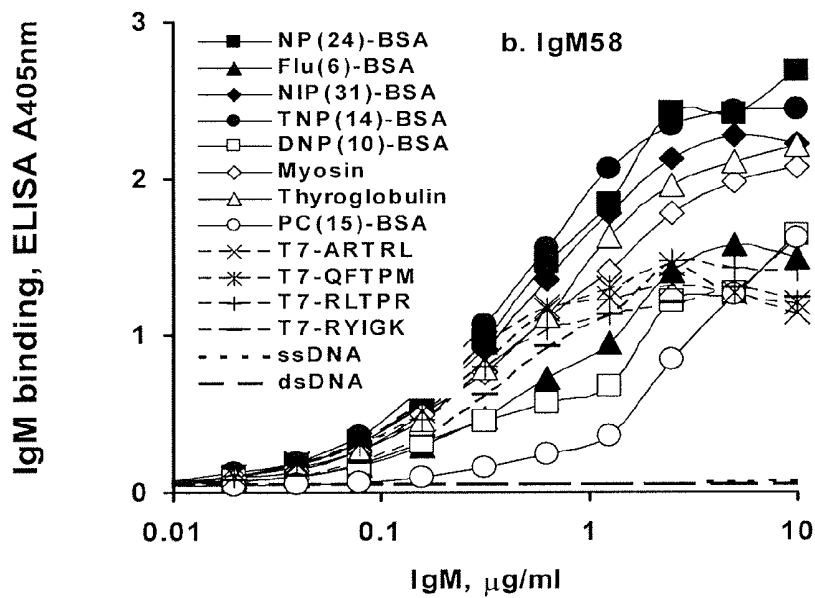 IgM binding, ELISA A405nm
3
2
1
0
NP(24)-BSA
Flu(6)-BSA
NIP(31)-BSA
TNP(14)-BSA
DNP(10)-BSA
Myosin
Thyroglobulin
PC(15)-BSA
T7-ARTRL
T7-QFTPM
T7-RLTPR
T7-RYIGK
ssDNA
dsDNA
b. IgM58
0.01 0.1 1 10
IgM, μg/ml